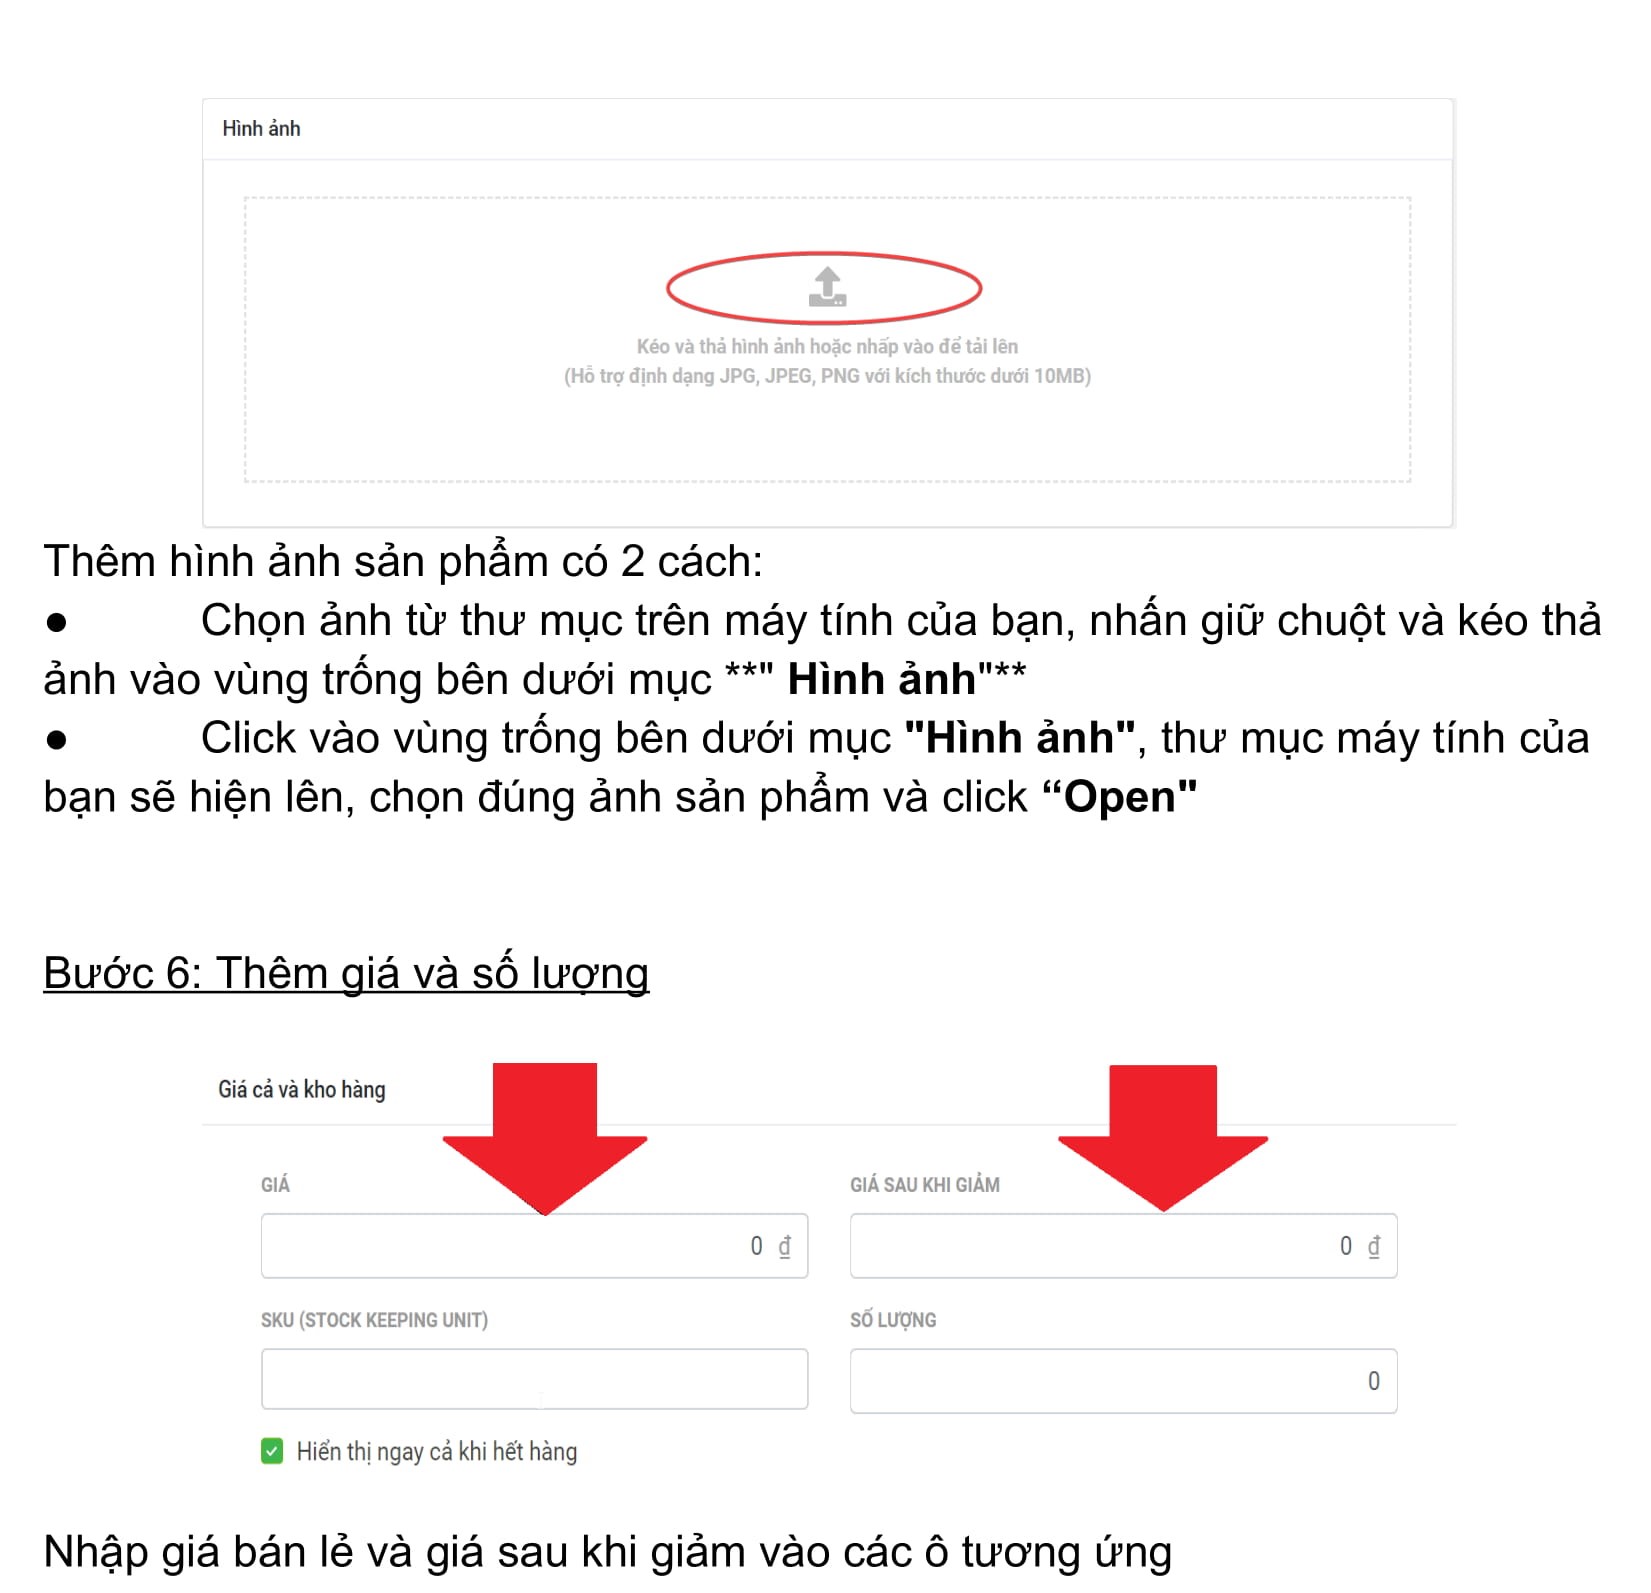 Hình ảnh
Kéo và thả hình ảnh hoặc nhấp vào để tải lên
(Hỗ trợ định dạng JPG, JPEG, PNG với kích thước dưới 10MB)
Thêm hình ảnh sản phẩm có 2 cách:
● Chọn ảnh từ thư mục trên máy tính của bạn, nhấn giữ chuột và kéo thả
ảnh vào vùng trống bên dưới mục **" Hình ảnh"**
● Click vào vùng trống bên dưới mục "Hình ảnh", thư mục máy tính của
bạn sẽ hiện lên, chọn đúng ảnh sản phẩm và click “Open"
Bước 6: Thêm giá và số lượng
Giá cả và kho hàng
GIÁ
GIÁ SAU KHI GIẢM
0 ₫
0 ₫
SKU (STOCK KEEPING UNIT)
SỐ LƯỢNG
0
Hiển thị ngay cả khi hết hàng
Nhập giá bán lẻ và giá sau khi giảm vào các ô tương ứng